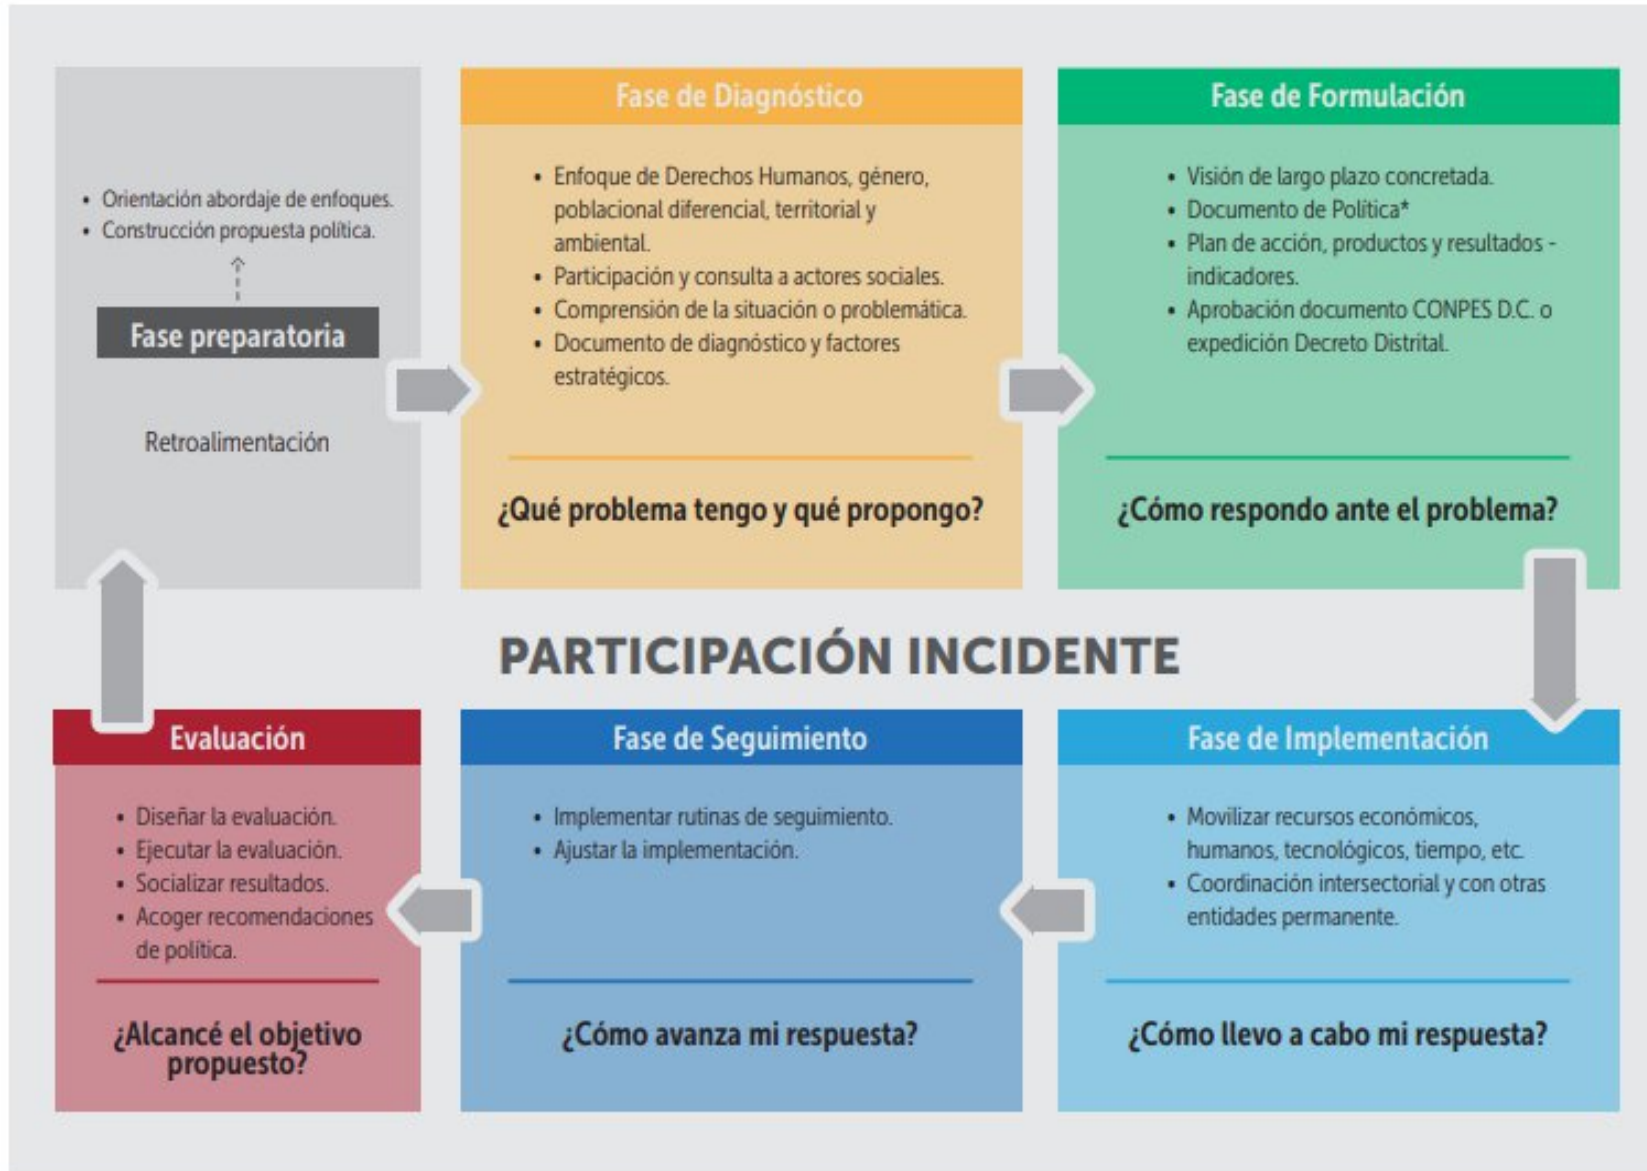 • Orientación abordaje de enfoques.
• Construcción propuesta política.
Fase preparatoria
Retroalimentación
Fase de Diagnóstico
• Enfoque de Derechos Humanos, género,
poblacional diferencial, territorial y
ambiental.
• Participación y consulta a actores sociales.
• Comprensión de la situación o problemática.
• Documento de diagnóstico y factores
estratégicos.
¿Qué problema tengo y qué propongo?
Fase de Formulación
• Visión de largo plazo concretada.
• Documento de Política*
• Plan de acción, productos y resultados -
indicadores.
• Aprobación documento CONPES D.C. o
expedición Decreto Distrital.
¿Cómo respondo ante el problema?
PARTICIPACIÓN INCIDENTE
Evaluación
• Diseñar la evaluación.
• Ejecutar la evaluación.
• Socializar resultados.
• Acoger recomendaciones
de política.
¿Alcancé el objetivo
propuesto?
Fase de Seguimiento
• Implementar rutinas de seguimiento.
• Ajustar la implementación.
¿Cómo avanza mi respuesta?
Fase de Implementación
• Movilizar recursos económicos,
humanos, tecnológicos, tiempo, etc.
• Coordinación intersectorial y con otras
entidades permanente.
¿Cómo llevo a cabo mi respuesta?